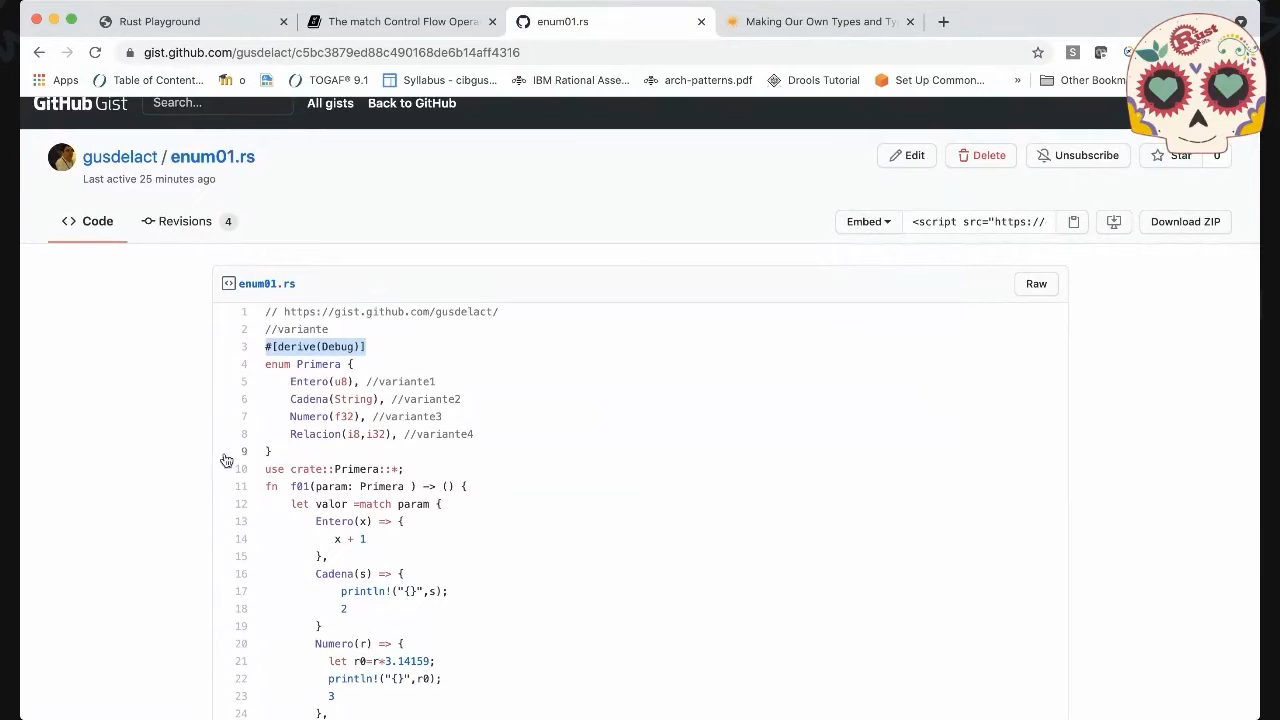 Rust Playground
The match Control Flow Opera
enum01.rs
Making Our Own Types and Ty
gist.github.com/gusdelact/c5bc3879ed88c490168de6b14aff4316
S
Apps
Table of Content...
o
TOGAF® 9.1
Syllabus - cibgus...
IBM Rational Asse...
arch-patterns.pdf
Drools Tutorial
Set Up Common...
»
Other Bookm
Rust
GitHub Gist
Search...
All gists
Back to GitHub
gusdelact / enum01.rs
Edit
Delete
Unsubscribe
Star
0
Last active 25 minutes ago
Code
Revisions 4
Embed
<script src="https://
Download ZIP
enum01.rs
Raw
1 // https://gist.github.com/gusdelact/
2 //variante
3 #[derive(Debug)]
4 enum Primera {
5 Entero(u8), //variante1
6 Cadena(String), //variante2
7 Numero(f32), //variante3
8 Relacion(i8,i32), //variante4
9 }
10 use crate::Primera::*;
11 fn f01(param: Primera ) -> () {
12 let valor =match param {
13 Entero(x) => {
14 x + 1
15 },
16 Cadena(s) => {
17 println!("{}",s);
18 2
19 }
20 Numero(r) => {
21 let r0=r*3.14159;
22 println!("{}",r0);
23 3
24 },